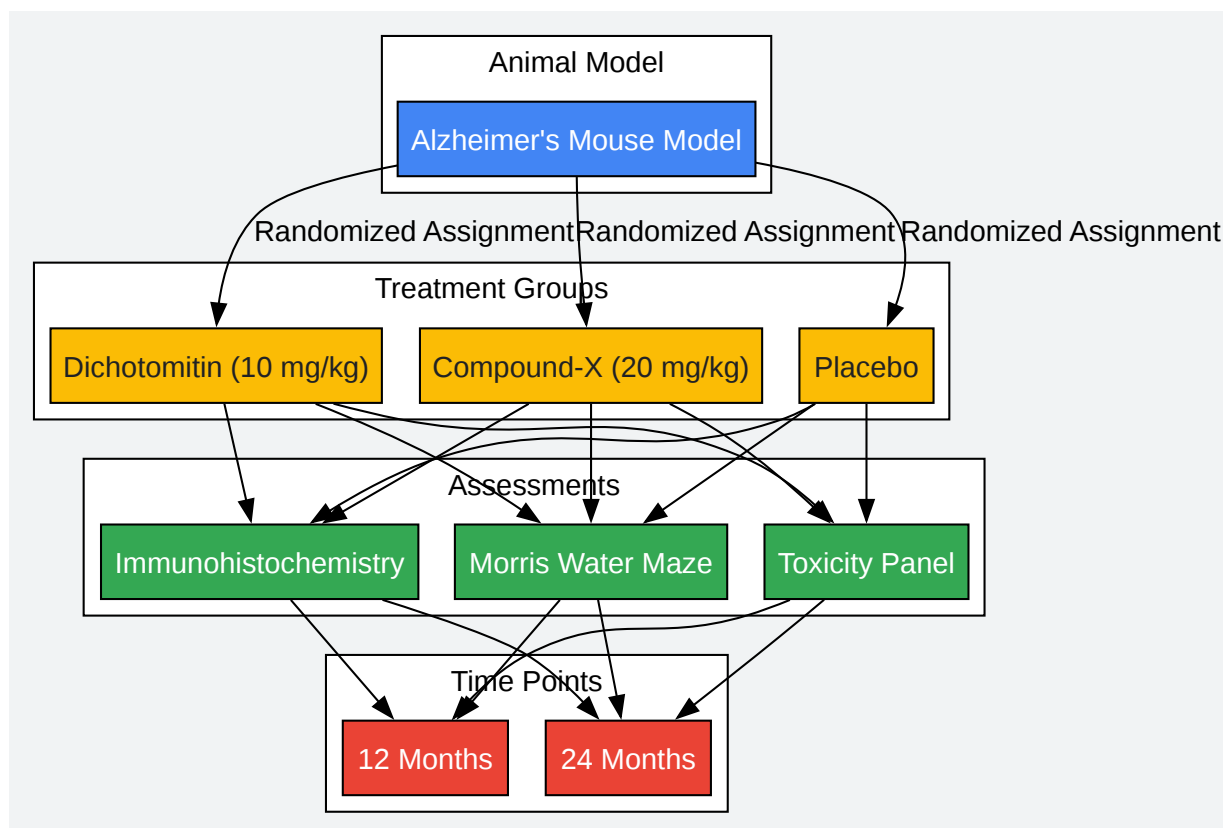 Animal Model
Alzheimer's Mouse Model
Randomized Assignment
Randomized Assignment
Randomized Assignment
Treatment Groups
Dichotomitin (10 mg/kg)
Compound-X (20 mg/kg)
Placebo
Assessments
Immunohistochemistry
Morris Water Maze
Toxicity Panel
Time Points
12 Months
24 Months